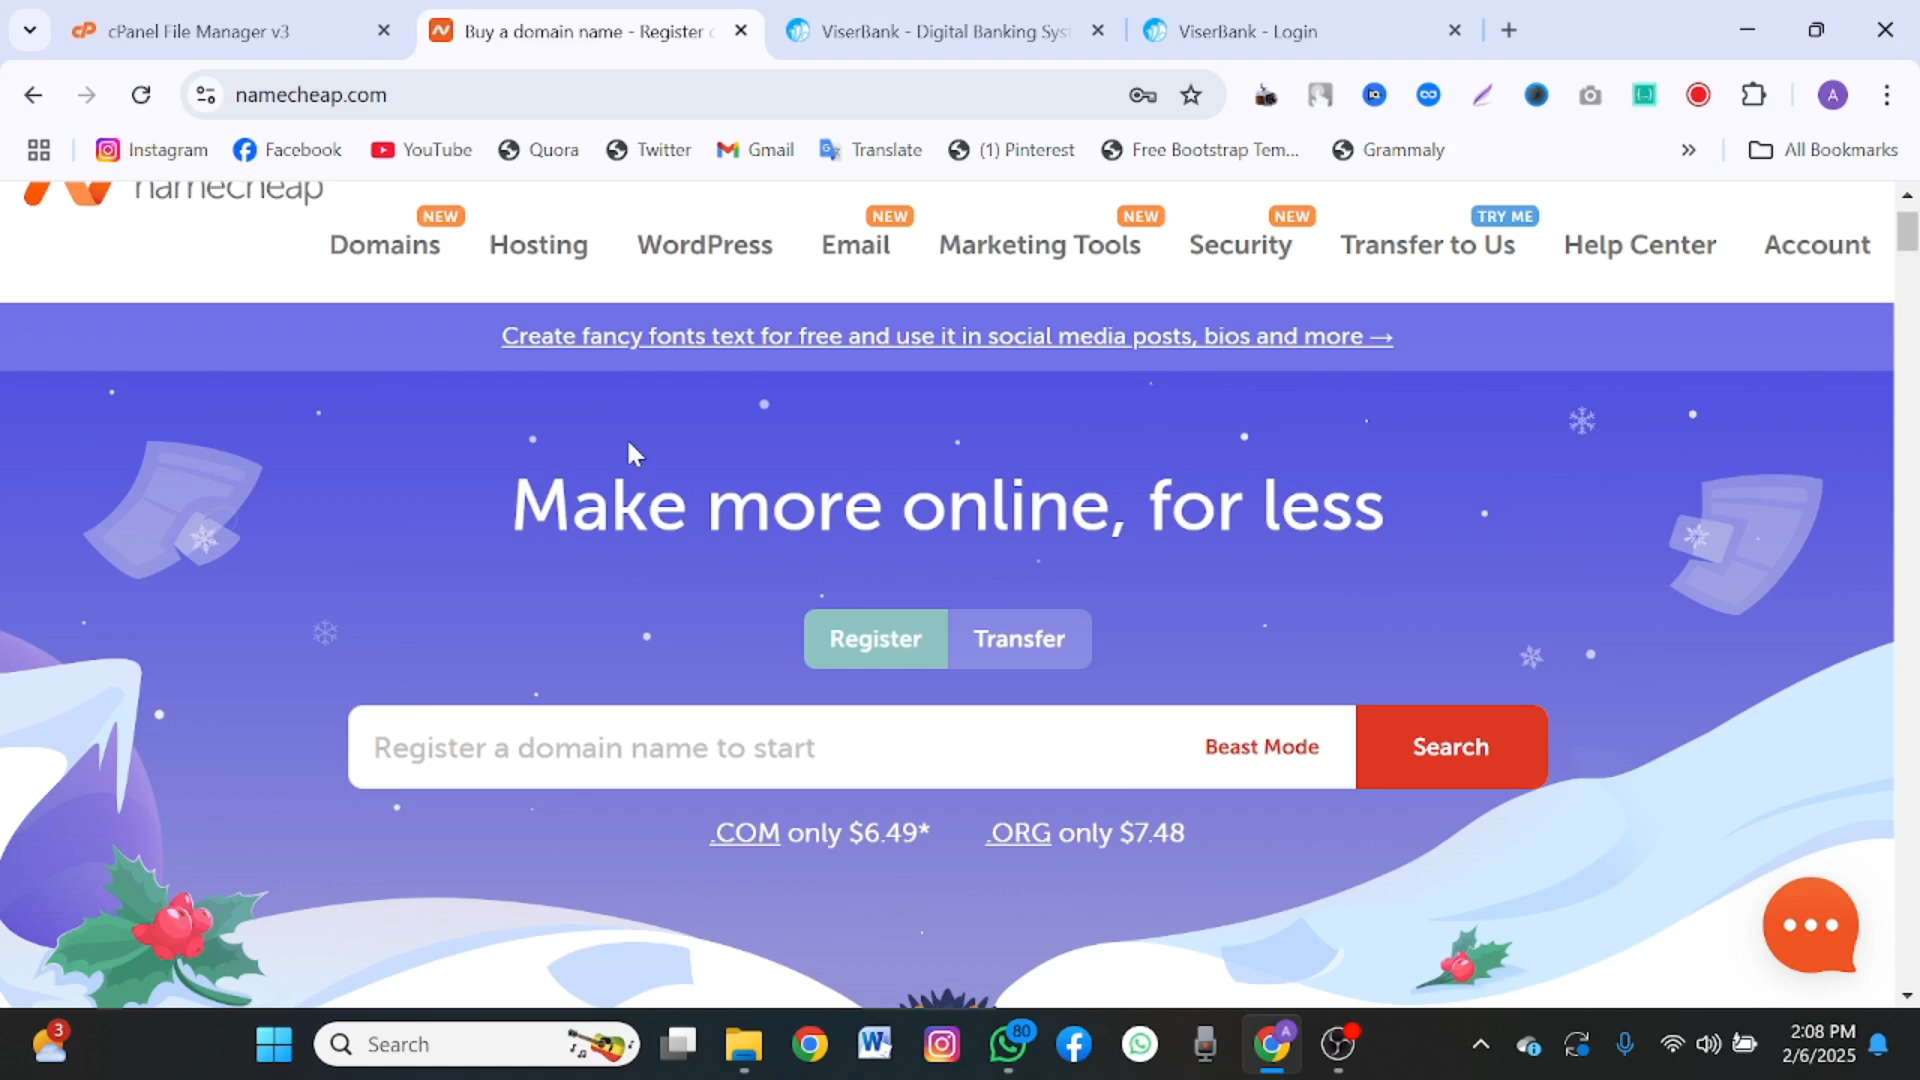 cPanel File Manager v3
Buy a domain name - Register
ViserBank - Digital Banking Syst
ViserBank - Login
namecheap.com
A
Instagram
Facebook
YouTube
Quora
Twitter
Gmail
Translate
(1) Pinterest
Free Bootstrap Tem...
Grammaly
All Bookmarks
namecheap
NEW
NEW
NEW
NEW
TRY ME
Domains
Hosting
WordPress
Email
Marketing Tools
Security
Transfer to Us
Help Center
Account
Create fancy fonts text for free and use it in social media posts, bios and more →
Make more online, for less
Register
Transfer
Register a domain name to start
Beast Mode
Search
.COM only $6.49*
.ORG only $7.48
3
Search
80
A
2:08 PM
2/6/2025